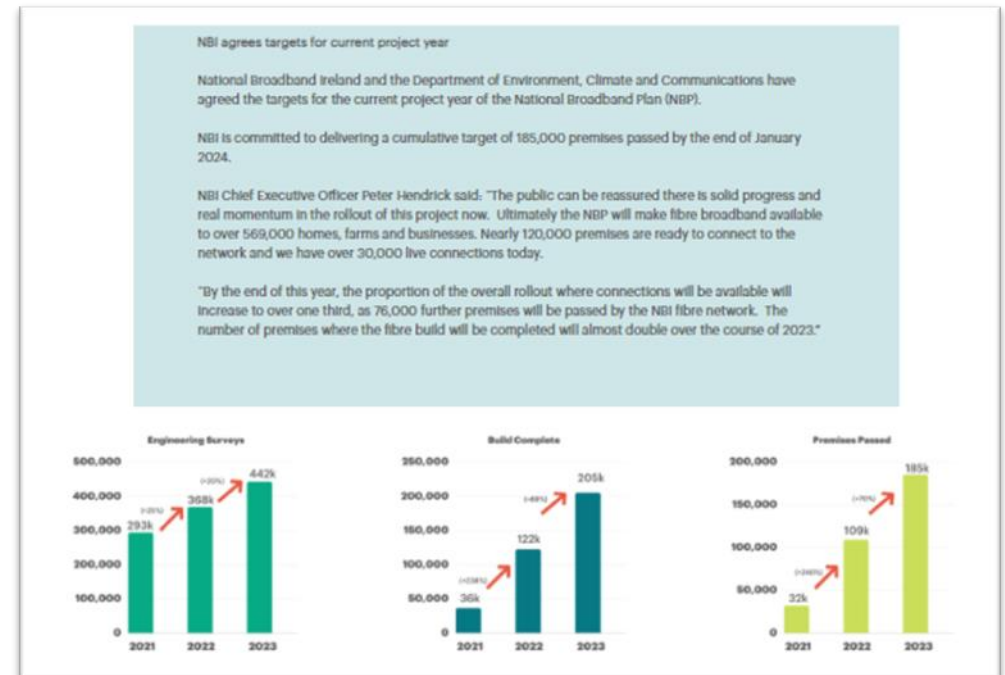 NBI agrees targets for current project year
National Broadband Ireland and the Department of Environment, Climate and Communications have
agreed the targets for the current project year of the National Broadband Plan (NBP).
NBI is committed to delivering a cumulative target of 185,000 premises passed by the end of January
2024.
NBI Chief Executive Officer Peter Hendrick said: "The public can be reassured there is solid progress and
real momentum in the rollout of this project now. Ultimately the NBP will make fibre broadband available
to over 569,000 homes, farms and businesses. Nearly 120,000 premises are ready to connect to the
network and we have over 30,000 live connections today.
"By the end of this year, the proportion of the overall rollout where connections will be available will
increase to over one third, as 76,000 further premises will be passed by the NBI fibre network. The
number of premises where the fibre build will be completed will almost double over the course of 2023."
Engineering Surveys
500,000
400,000
300,000
200,000
100,000
0
293k
368k
442k
2021 2022 2023
Build Complete
250,000
200,000
150,000
100,000
50,000
0
36k
122k
205k
2021 2022 2023
Premises Passed
200,000
150,000
100,000
50,000
0
32k
109k
185k
2021 2022 2023